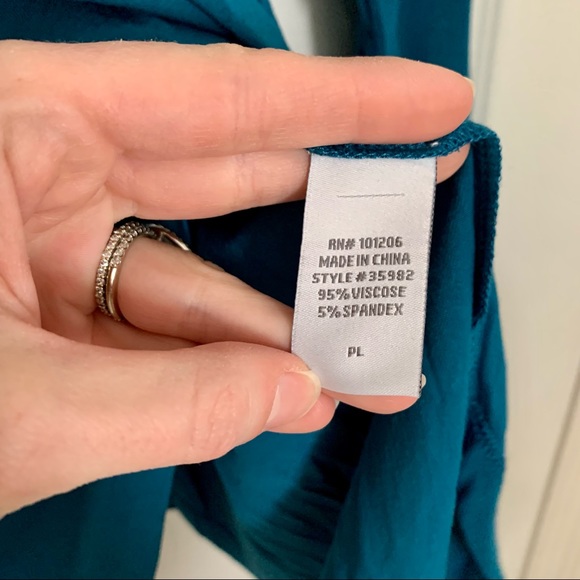 RN# 101206
MADE IN CHINA
STYLE #35982
95% VISCOSE
5% SPANDEX
PL